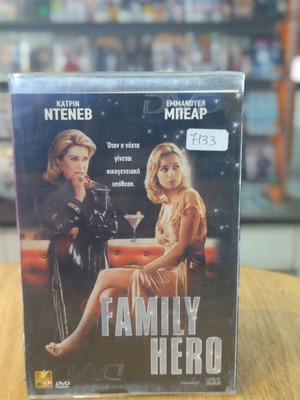 ΚΑΤΡΙΝ
ΝΤΕΝΕΒ
ΕΜΜΑΝΟΥΕΛ
ΜΠΕΑΡ
7133
Όταν η νύχτα
γίνεται
οικογενειακή
υπόθεση.
FAMILY
HERO
DVD